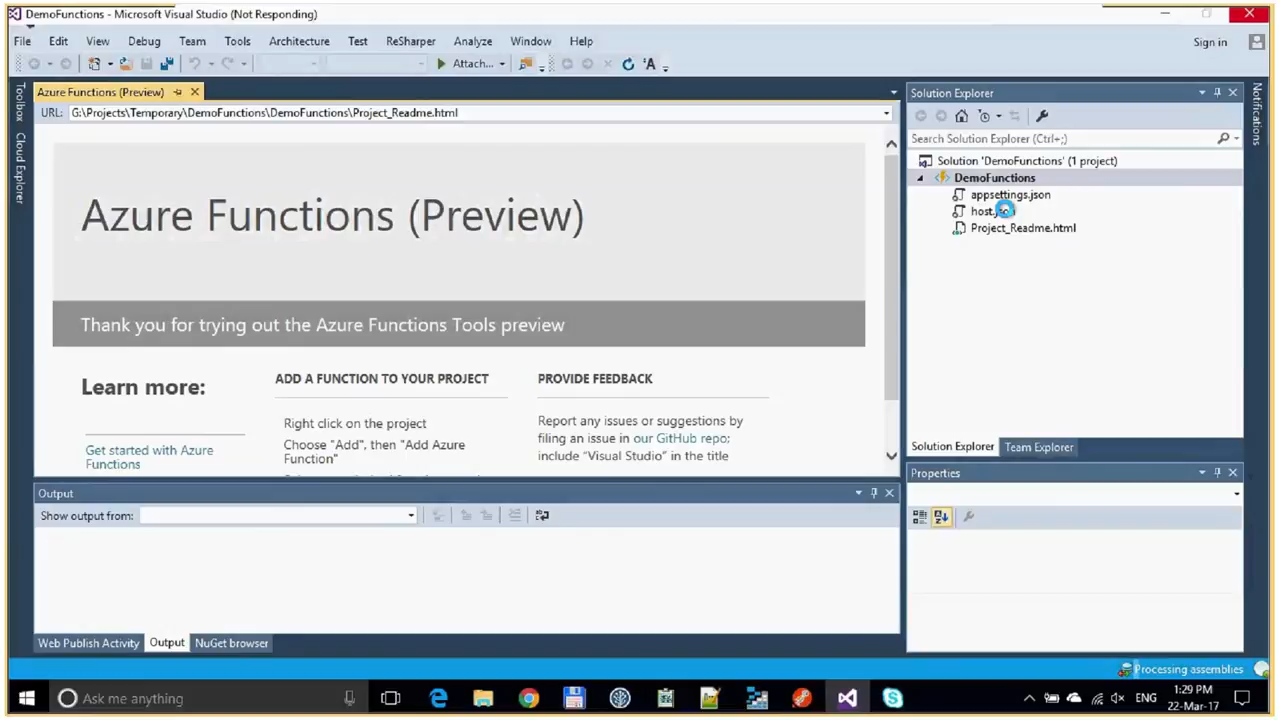 DemoFunctions - Microsoft Visual Studio (Not Responding)
File Edit View Debug Team Tools Architecture Test ReSharper Analyze Window Help
Sign in
Attach...
Toolbox
Cloud Explorer
Azure Functions (Preview)
URL: G:\Projects\Temporary\DemoFunctions\DemoFunctions\Project_Readme.html
Azure Functions (Preview)
Thank you for trying out the Azure Functions Tools preview
Learn more:
Get started with Azure
Functions
ADD A FUNCTION TO YOUR PROJECT
Right click on the project
Choose "Add", then "Add Azure
Function"
PROVIDE FEEDBACK
Report any issues or suggestions by
filing an issue in our GitHub repo;
include "Visual Studio" in the title
Output
Show output from:
Web Publish Activity Output NuGet browser
Solution Explorer
Search Solution Explorer (Ctrl+;)
Solution 'DemoFunctions' (1 project)
DemoFunctions
appsettings.json
host.json
Project_Readme.html
Solution Explorer Team Explorer
Properties
Notifications
Processing assemblies
Ask me anything
ENG
1:29 PM
22-Mar-17